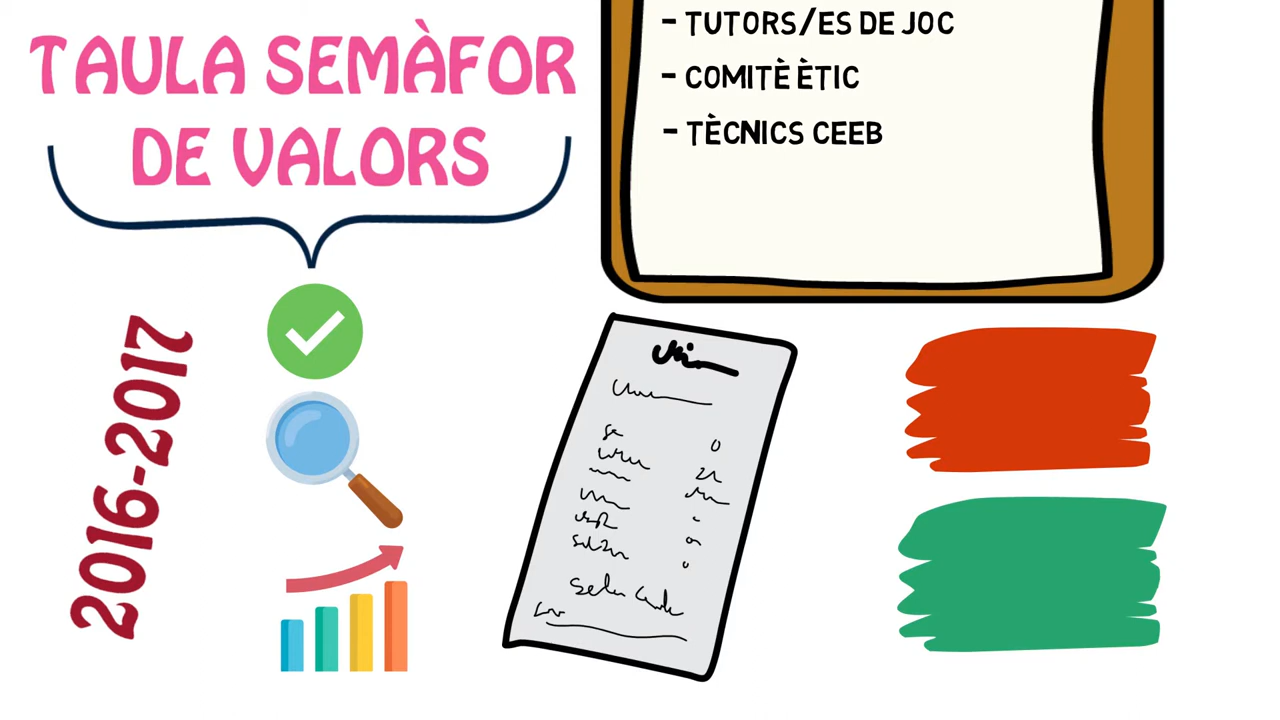 TAULA SEMÀFOR
DE VALORS
- TUTORS/ES DE JOC
- COMITÈ ÈTIC
- TÈCNICS CEEB
2016-2017